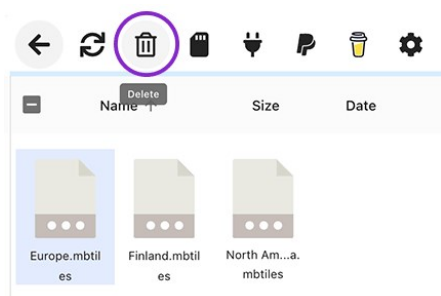 Delete
Name ↑ Size Date
Europe.mbtil
es
Finland.mbtil
es
North Am...a.
mbtiles